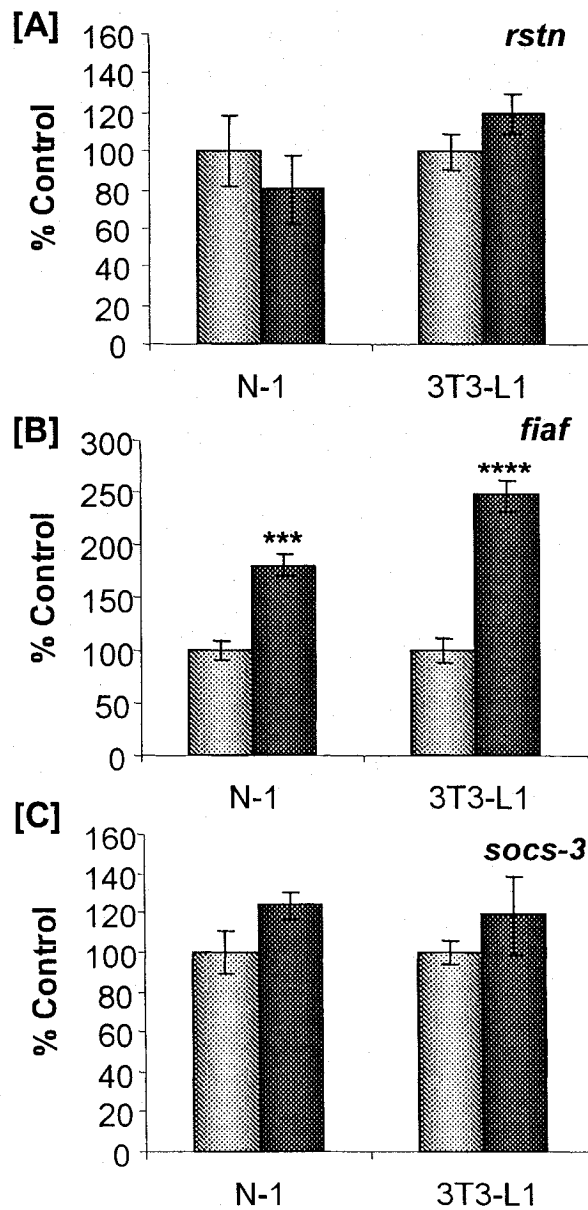 [A]
rstn
160
140
120
100
80
60
40
20
0
% Control
N-1
3T3-L1
[B]
fiaf
300
250
200
150
100
50
0
% Control
***
****
N-1
3T3-L1
[C]
socs-3
160
140
120
100
80
60
40
20
0
% Control
N-1
3T3-L1